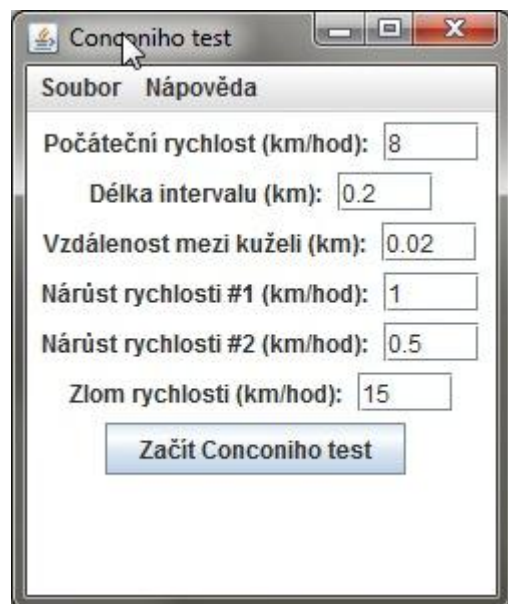 Conconiho test
Soubor Nápověda
Počáteční rychlost (km/hod): 8
Délka intervalu (km): 0.2
Vzdálenost mezi kuželi (km): 0.02
Nárůst rychlosti #1 (km/hod): 1
Nárůst rychlosti #2 (km/hod): 0.5
Zlom rychlosti (km/hod): 15
Začít Conconiho test